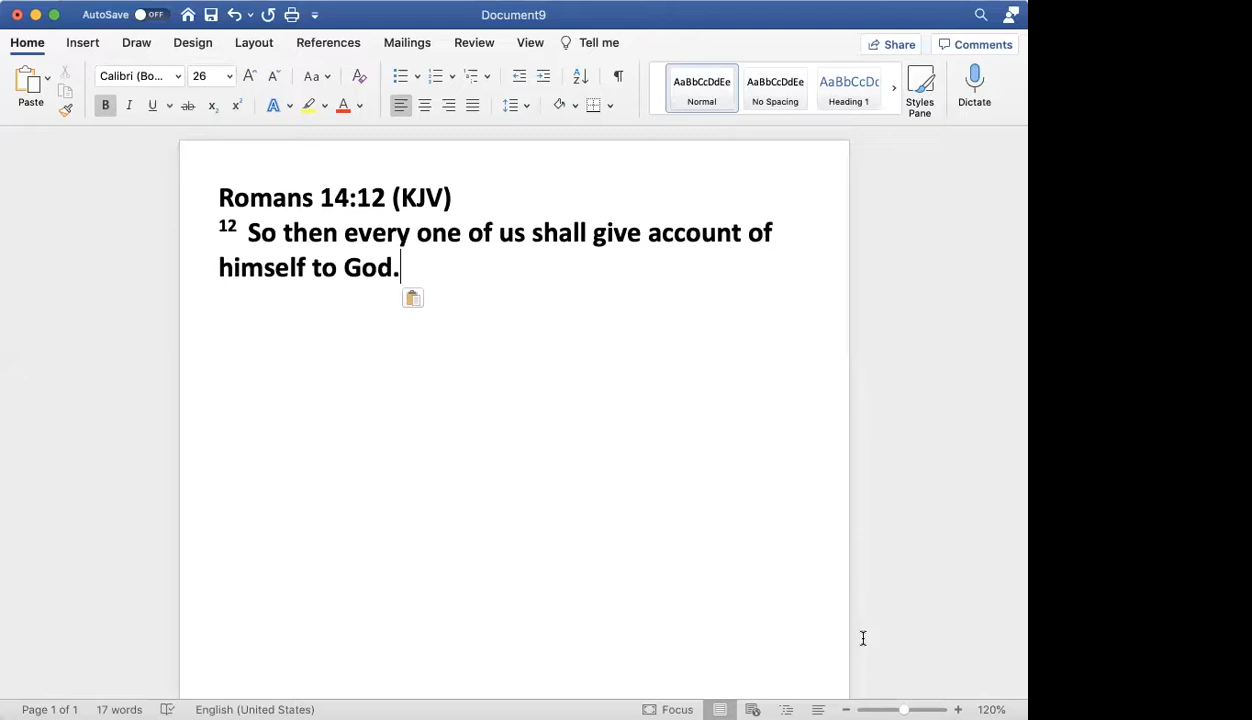 AutoSave OFF Document9
Home Insert Draw Design Layout References Mailings Review View Tell me Share Comments
Calibri (Bo... 26 Aa
Paste
AaBbCcDdEe AaBbCcDdEe AaBbCcDc
Normal No Spacing Heading 1 Styles Pane Dictate
Romans 14:12 (KJV)
12 So then every one of us shall give account of
himself to God.
Page 1 of 1 17 words English (United States) Focus 120%